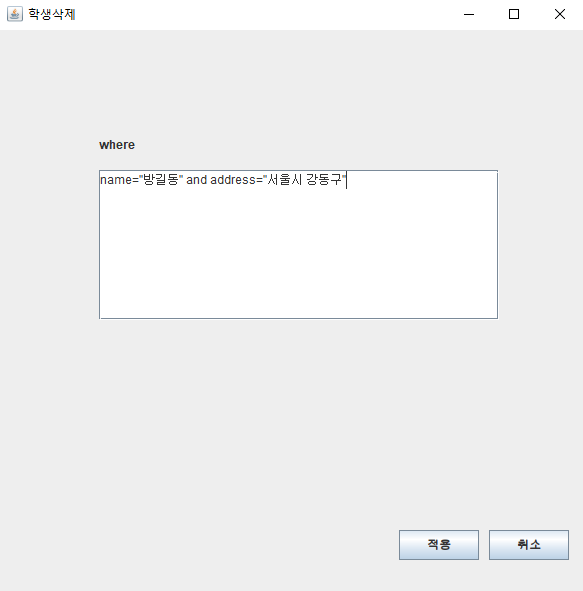 학생삭제
where
name="방길동" and address="서울시 강동구"
적용
취소